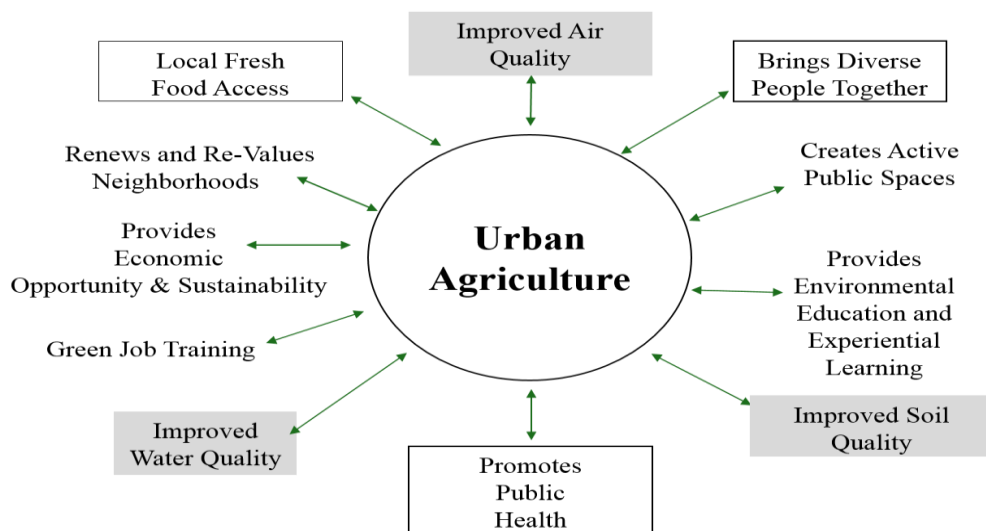 Improved Air
Quality
Local Fresh
Food Access
Brings Diverse
People Together
Renews and Re-Values
Neighborhoods
Creates Active
Public Spaces
Provides
Economic
Opportunity & Sustainability
Urban
Agriculture
Provides
Environmental
Education and
Experiential
Learning
Green Job Training
Improved
Water Quality
Promotes
Public
Health
Improved Soil
Quality